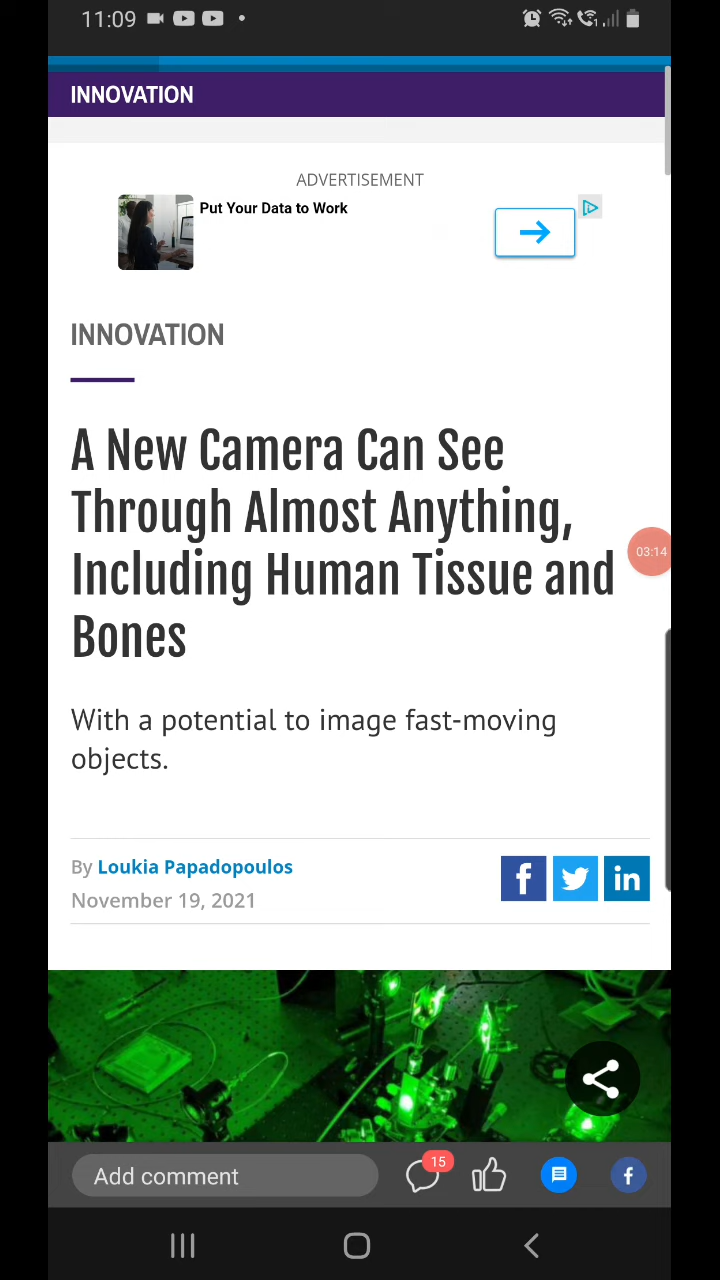 11:09
INNOVATION
ADVERTISEMENT
Put Your Data to Work
INNOVATION
A New Camera Can See
Through Almost Anything,
Including Human Tissue and
Bones
03:14
With a potential to image fast-moving
objects.
By Loukia Papadopoulos
November 19, 2021
Add comment
15